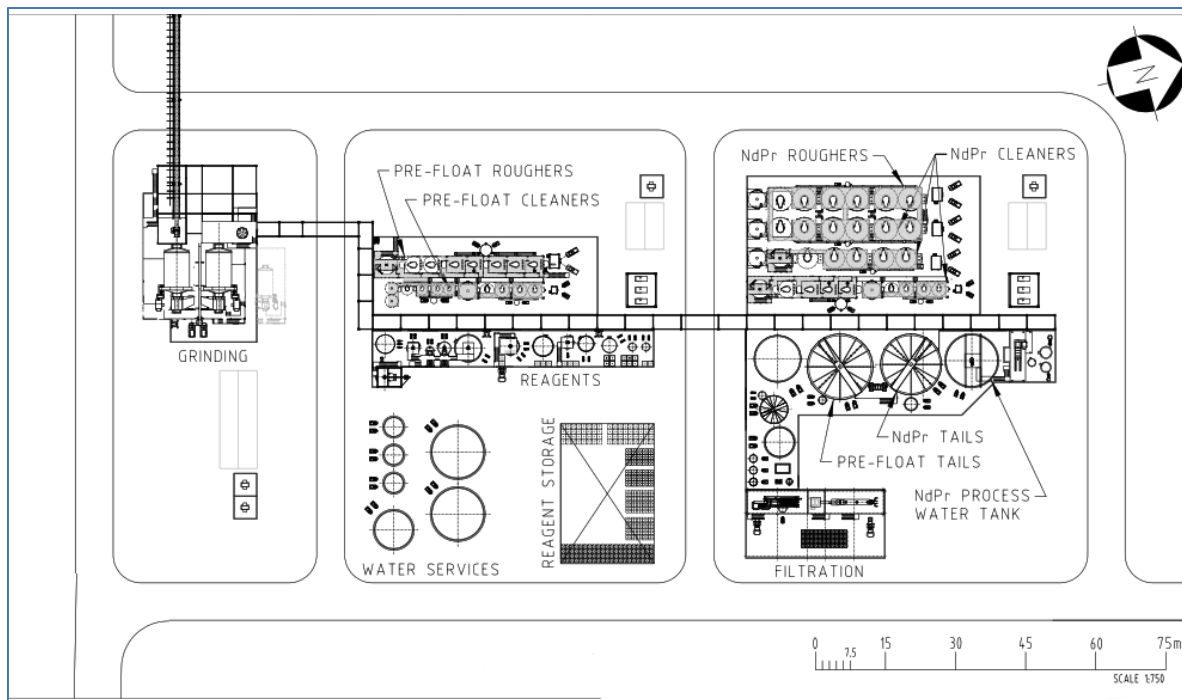 N
PRE-FLOAT ROUGHERS
PRE-FLOAT CLEANERS
NdPr ROUGHERS
NdPr CLEANERS
GRINDING
REAGENTS
REAGENT STORAGE
WATER SERVICES
NdPr TAILS
PRE-FLOAT TAILS
NdPr PROCESS
WATER TANK
FILTRATION
0 7.5 15 30 45 60 75m
SCALE 1:750